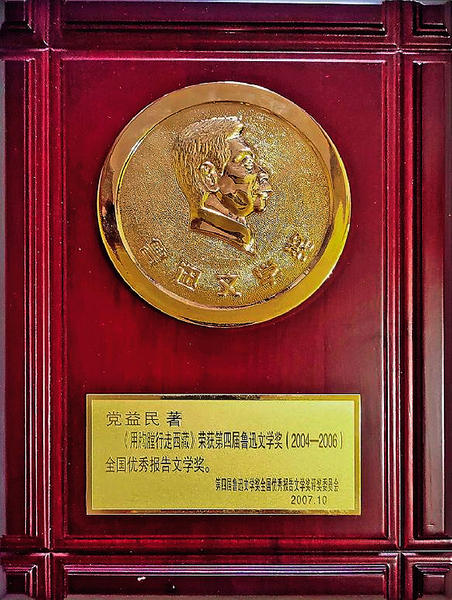 鲁迅文学奖
党益民 著
《用胸膛行走西藏》荣获第四届鲁迅文学奖(2004—2006)
全国优秀报告文学奖。
第四届鲁迅文学奖全国优秀报告文学奖评奖委员会
2007.10